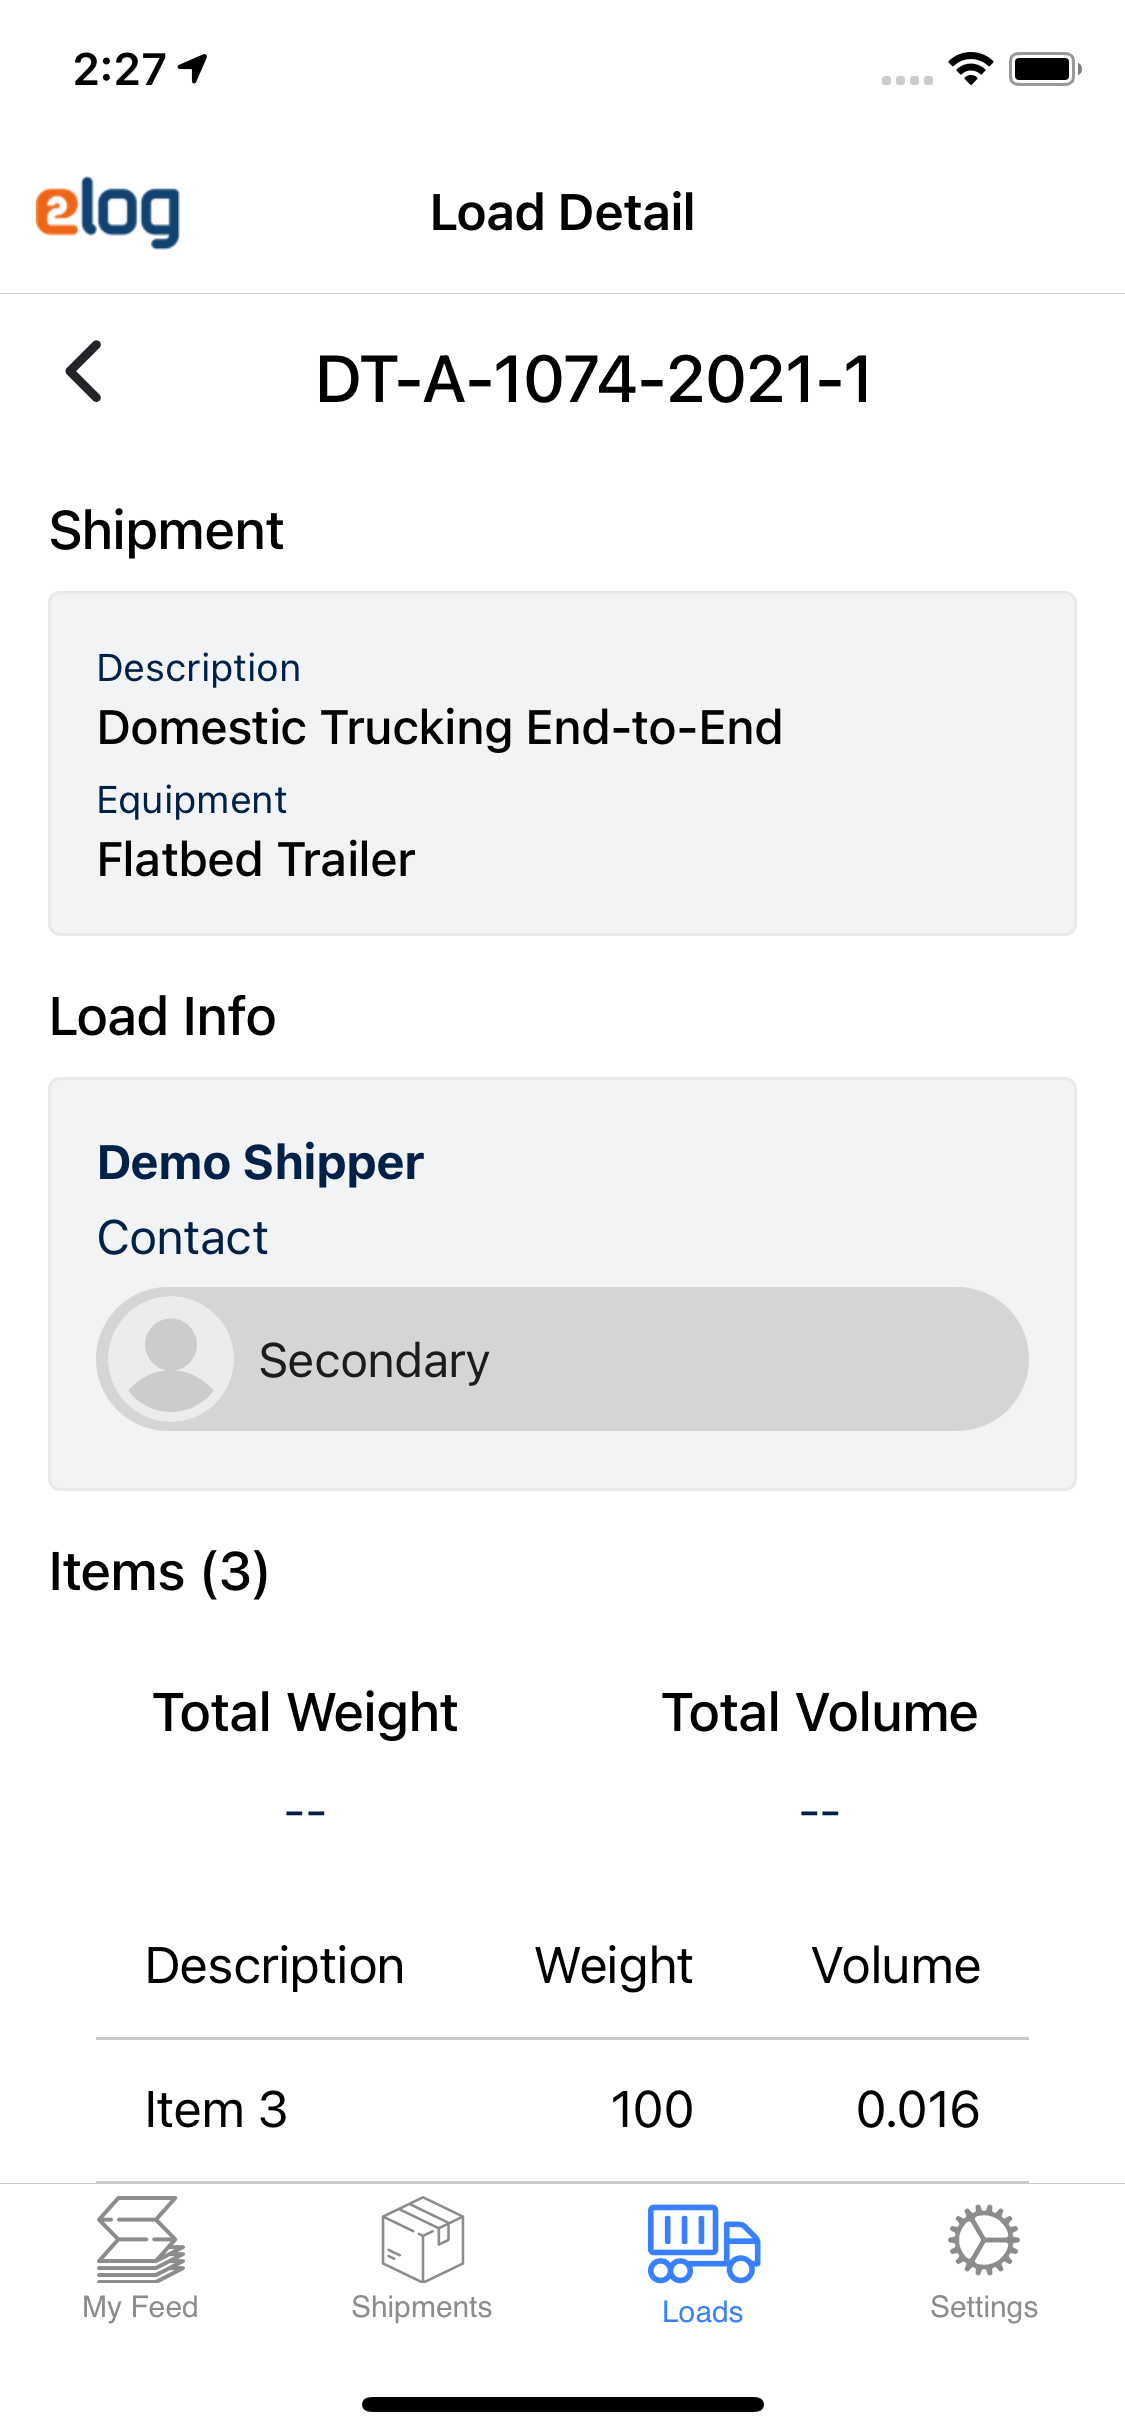 2:27
elog
Load Detail
DT-A-1074-2021-1
Shipment
Description
Domestic Trucking End-to-End
Equipment
Flatbed Trailer
Load Info
Demo Shipper
Contact
Secondary
Items (3)
Total Weight Total Volume
-- --
Description Weight Volume
Item 3 100 0.016
My Feed Shipments Loads Settings